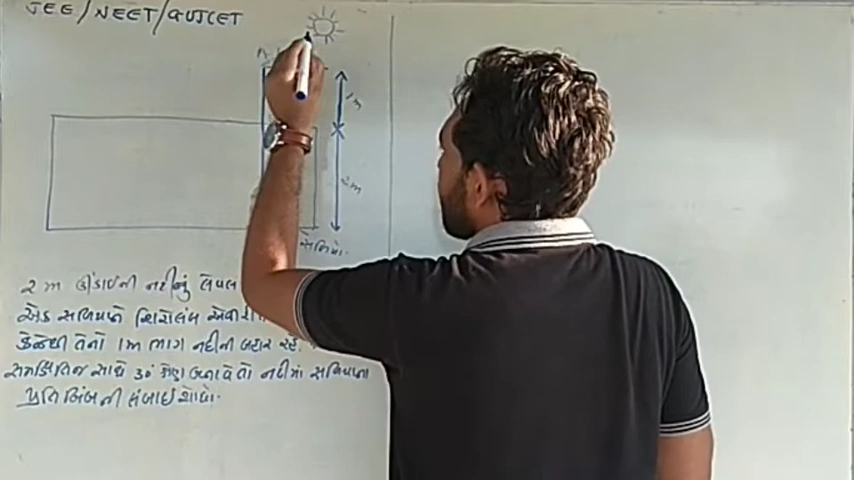 JEE/NEET/GUJCET
A
1m
2m
સળિયો.
2 m ઊંડાઈની નદીનું લેવલ
એક સળિયાને શિરોલંબ એવી રી
કે જેથી તેનો 1m ભાગ નદીની બહાર રહે.
સમક્ષિતિજ સાથે 30° કોણ બનાવે તો નદીમાં સળિયાના
પ્રતિબિંબની લંબાઈ શોધો.